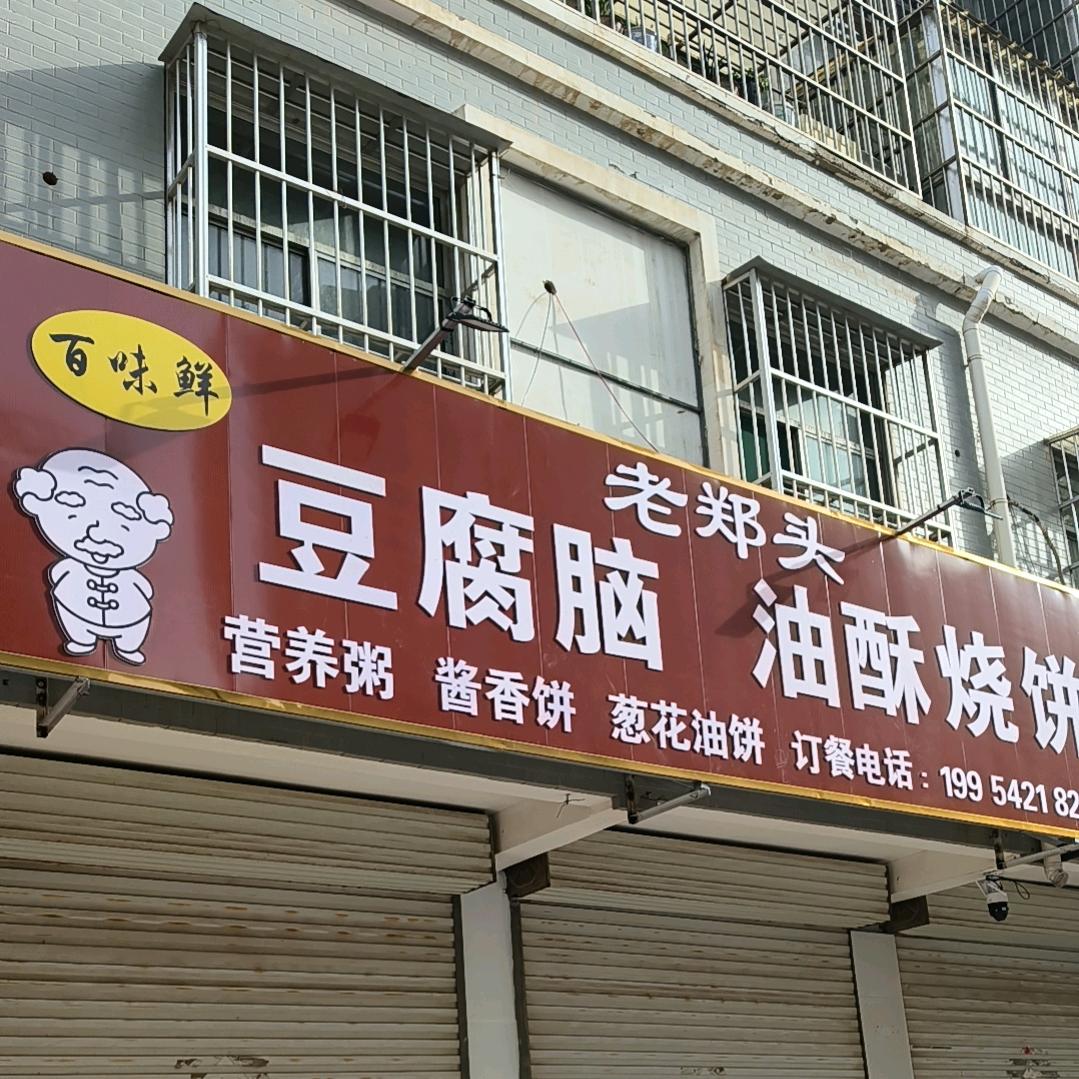 百味鲜
老郑头
豆腐脑 油酥烧饼
营养粥 酱香饼 葱花油饼 订餐电话：199 5421 82